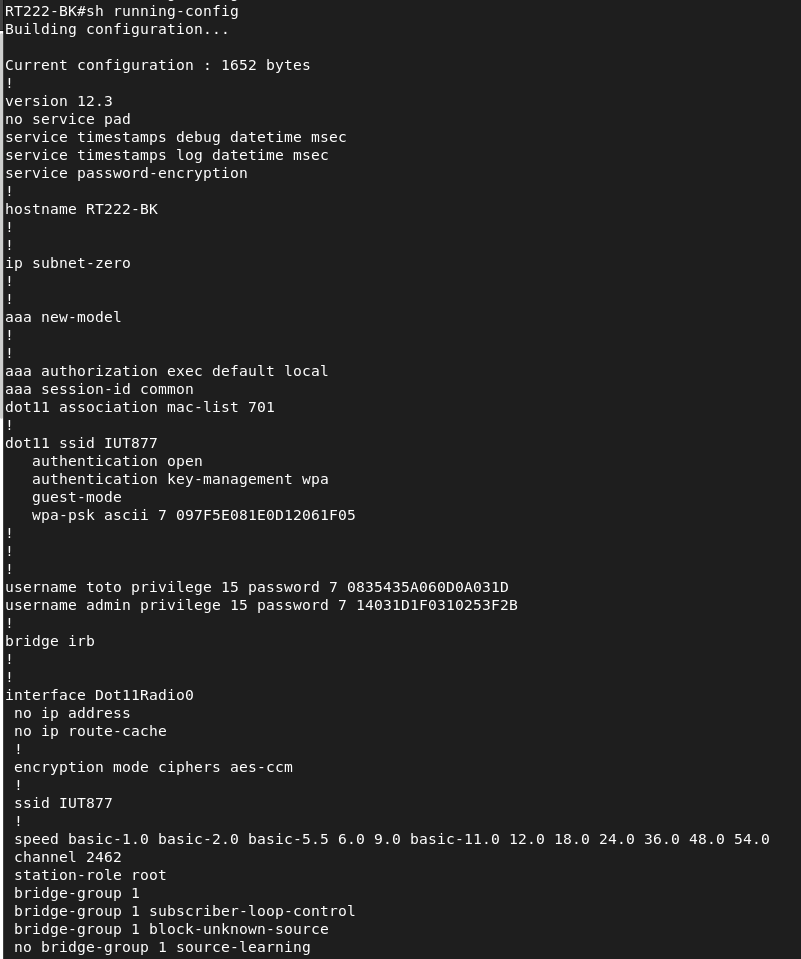 RT222-BK#sh running-config
Building configuration...
Current configuration : 1652 bytes
!
version 12.3
no service pad
service timestamps debug datetime msec
service timestamps log datetime msec
service password-encryption
!
hostname RT222-BK
!
!
ip subnet-zero
!
!
aaa new-model
!
!
aaa authorization exec default local
aaa session-id common
dot11 association mac-list 701
!
dot11 ssid IUT877
   authentication open
   authentication key-management wpa
   guest-mode
   wpa-psk ascii 7 097F5E081E0D12061F05
!
!
!
username toto privilege 15 password 7 0835435A060D0A031D
username admin privilege 15 password 7 14031D1F0310253F2B
!
bridge irb
!
!
interface Dot11Radio0
 no ip address
 no ip route-cache
 !
 encryption mode ciphers aes-ccm
 !
 ssid IUT877
 !
 speed basic-1.0 basic-2.0 basic-5.5 6.0 9.0 basic-11.0 12.0 18.0 24.0 36.0 48.0 54.0
 channel 2462
 station-role root
 bridge-group 1
 bridge-group 1 subscriber-loop-control
 bridge-group 1 block-unknown-source
 no bridge-group 1 source-learning